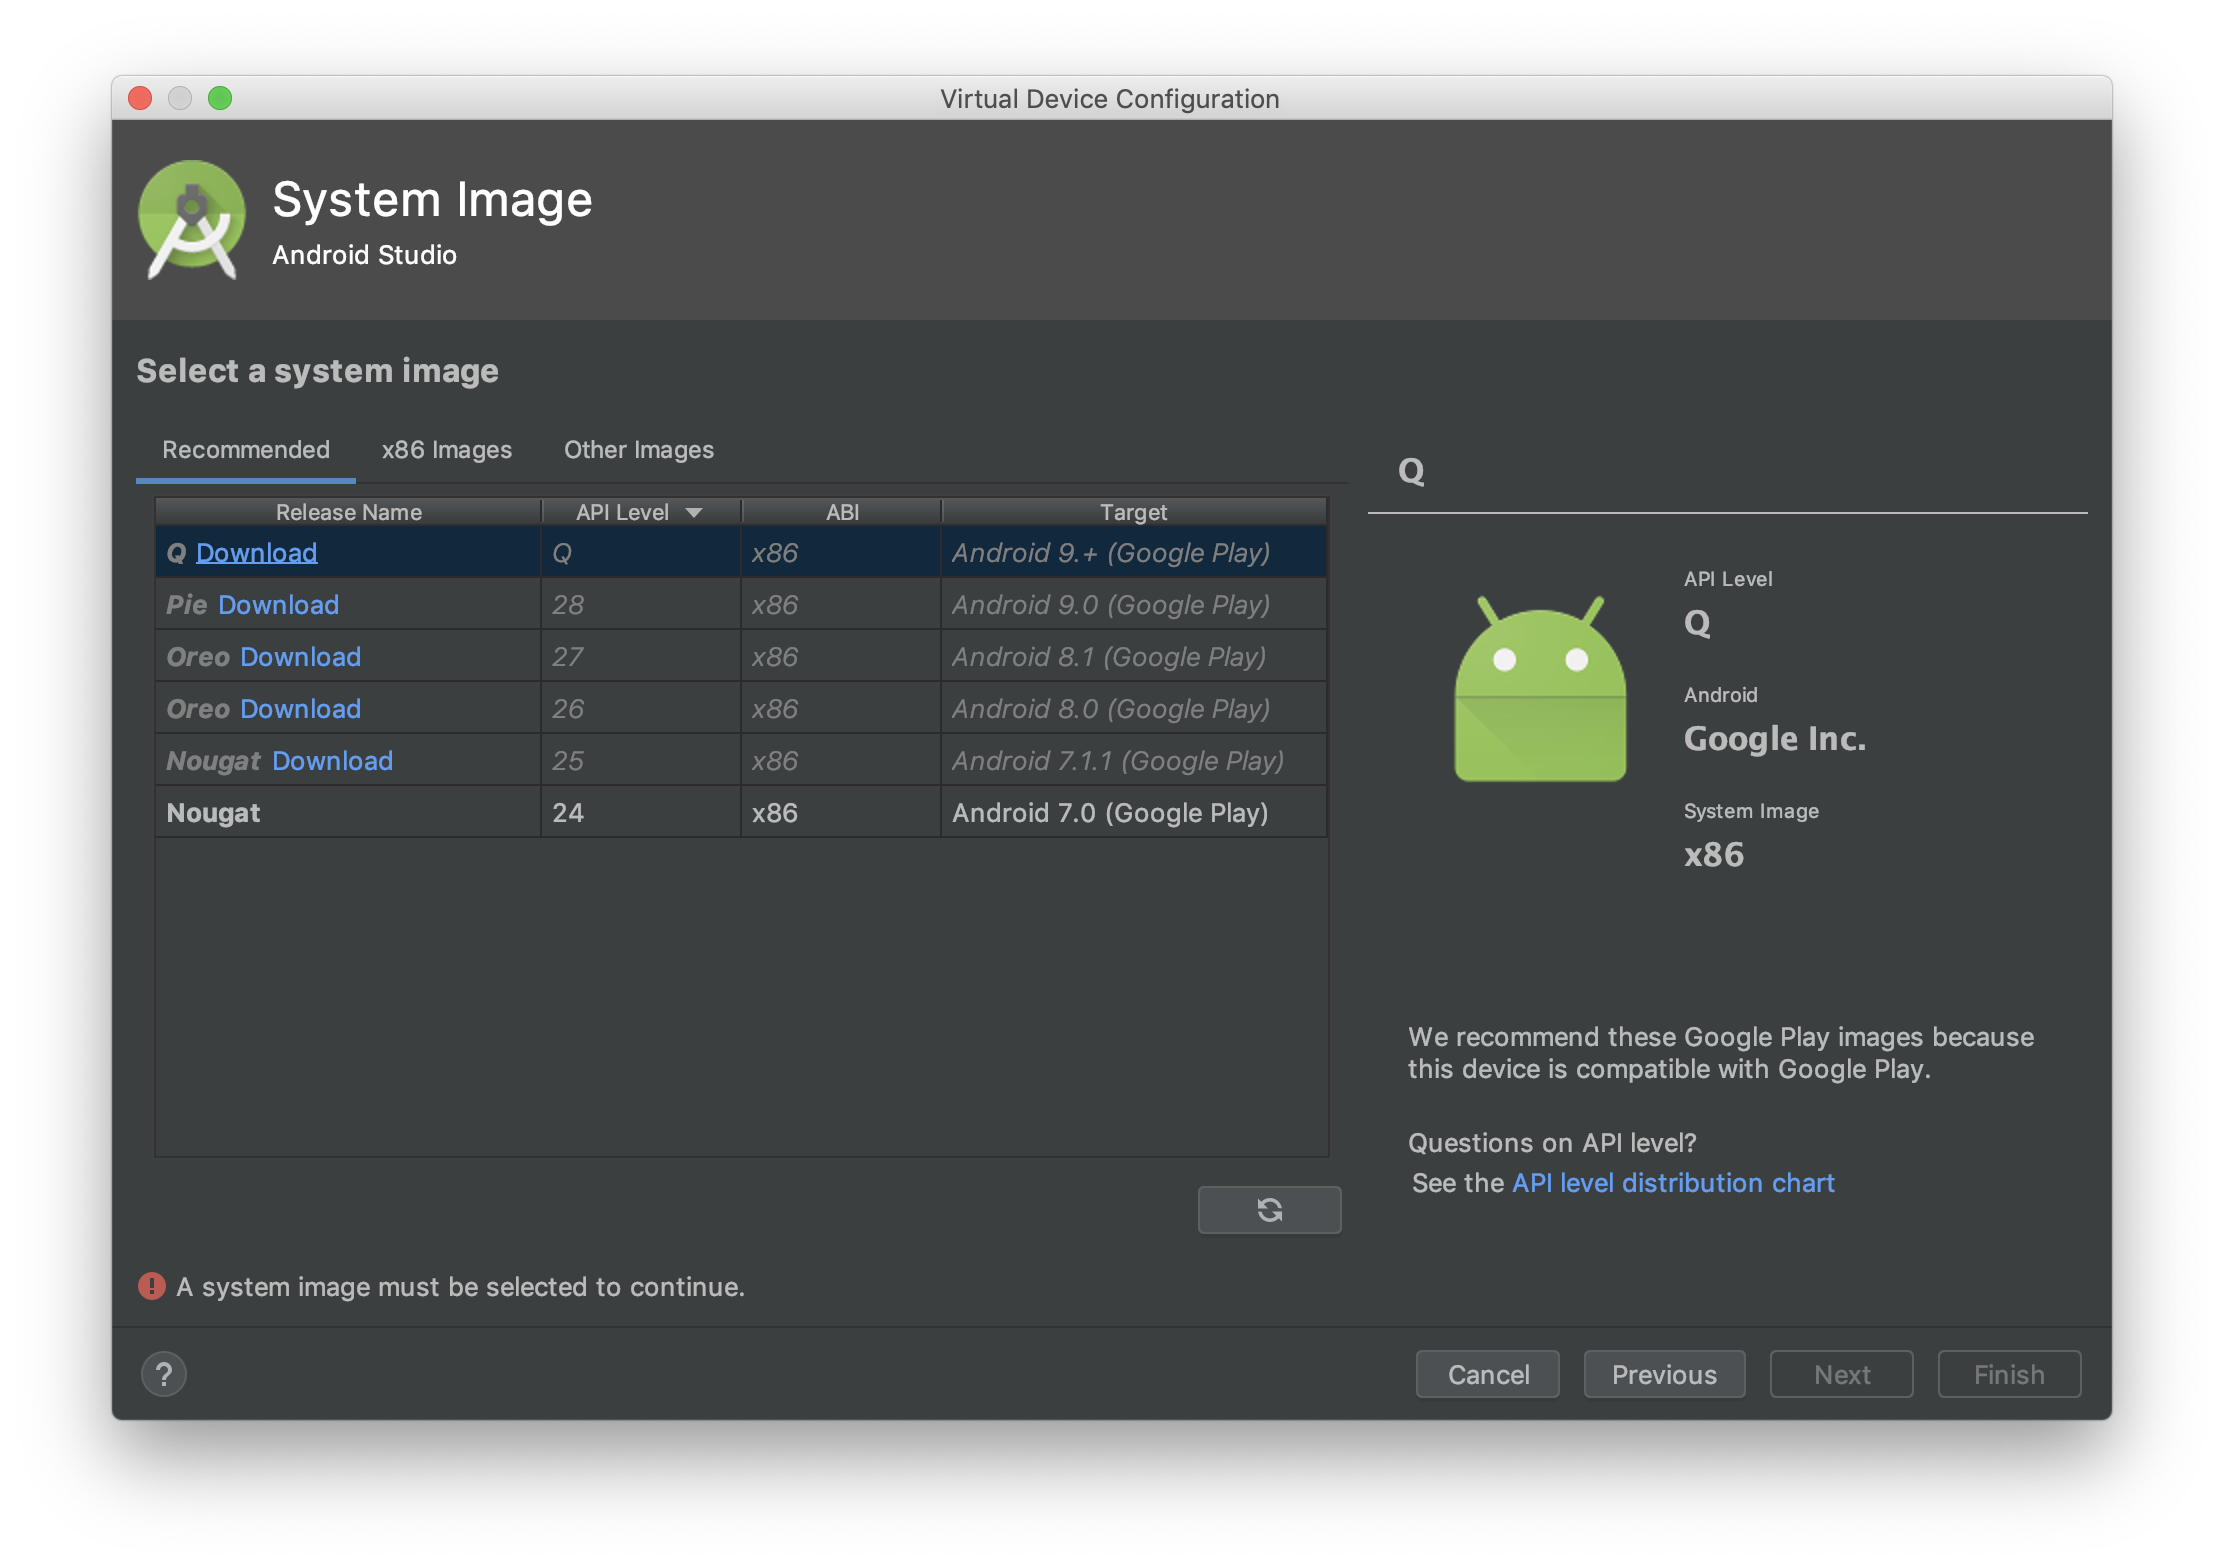 Virtual Device Configuration
System Image
Android Studio
Select a system image
Recommended x86 Images Other Images
Release Name API Level ABI Target
Q Download Q x86 Android 9.+ (Google Play)
Pie Download 28 x86 Android 9.0 (Google Play)
Oreo Download 27 x86 Android 8.1 (Google Play)
Oreo Download 26 x86 Android 8.0 (Google Play)
Nougat Download 25 x86 Android 7.1.1 (Google Play)
Nougat 24 x86 Android 7.0 (Google Play)
Q
API Level
Q
Android
Google Inc.
System Image
x86
We recommend these Google Play images because
this device is compatible with Google Play.
Questions on API level?
See the API level distribution chart
A system image must be selected to continue.
? Cancel Previous Next Finish